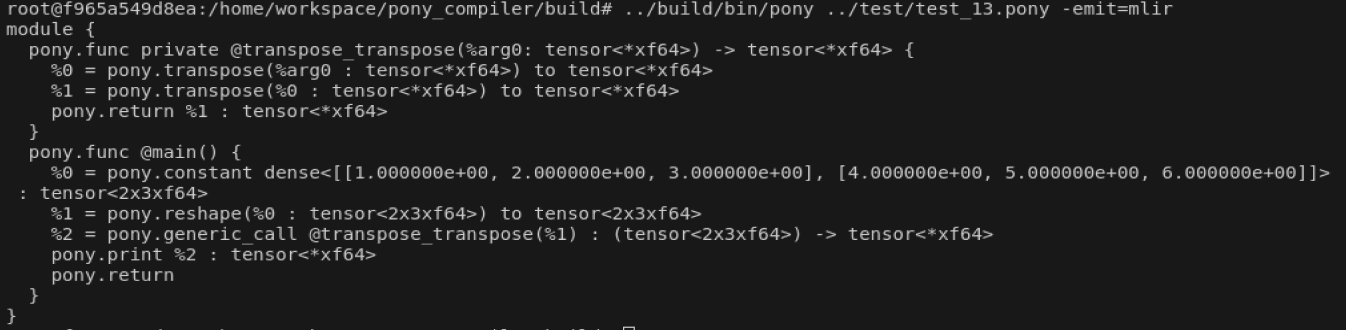 root@f965a549d8ea:/home/workspace/pony_compiler/build# ../build/bin/pony ../test/test_13.pony -emit=mlir
module {
  pony.func private @transpose_transpose(%arg0: tensor<*xf64>) -> tensor<*xf64> {
    %0 = pony.transpose(%arg0 : tensor<*xf64>) to tensor<*xf64>
    %1 = pony.transpose(%0 : tensor<*xf64>) to tensor<*xf64>
    pony.return %1 : tensor<*xf64>
  }
  pony.func @main() {
    %0 = pony.constant dense<[[1.000000e+00, 2.000000e+00, 3.000000e+00], [4.000000e+00, 5.000000e+00, 6.000000e+00]]>
 : tensor<2x3xf64>
    %1 = pony.reshape(%0 : tensor<2x3xf64>) to tensor<2x3xf64>
    %2 = pony.generic_call @transpose_transpose(%1) : (tensor<2x3xf64>) -> tensor<*xf64>
    pony.print %2 : tensor<*xf64>
    pony.return
  }
}